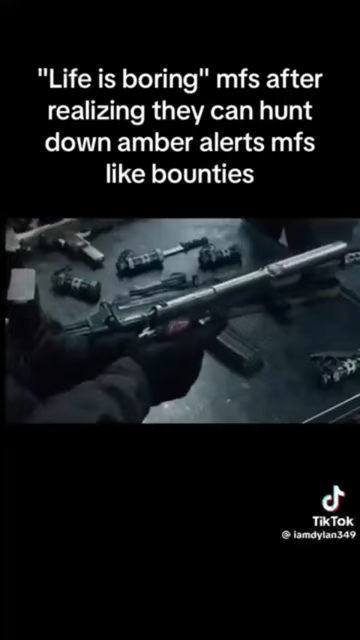 "Life is boring" mfs after
realizing they can hunt
down amber alerts mfs
like bounties
TikTok
@ iamdylan349